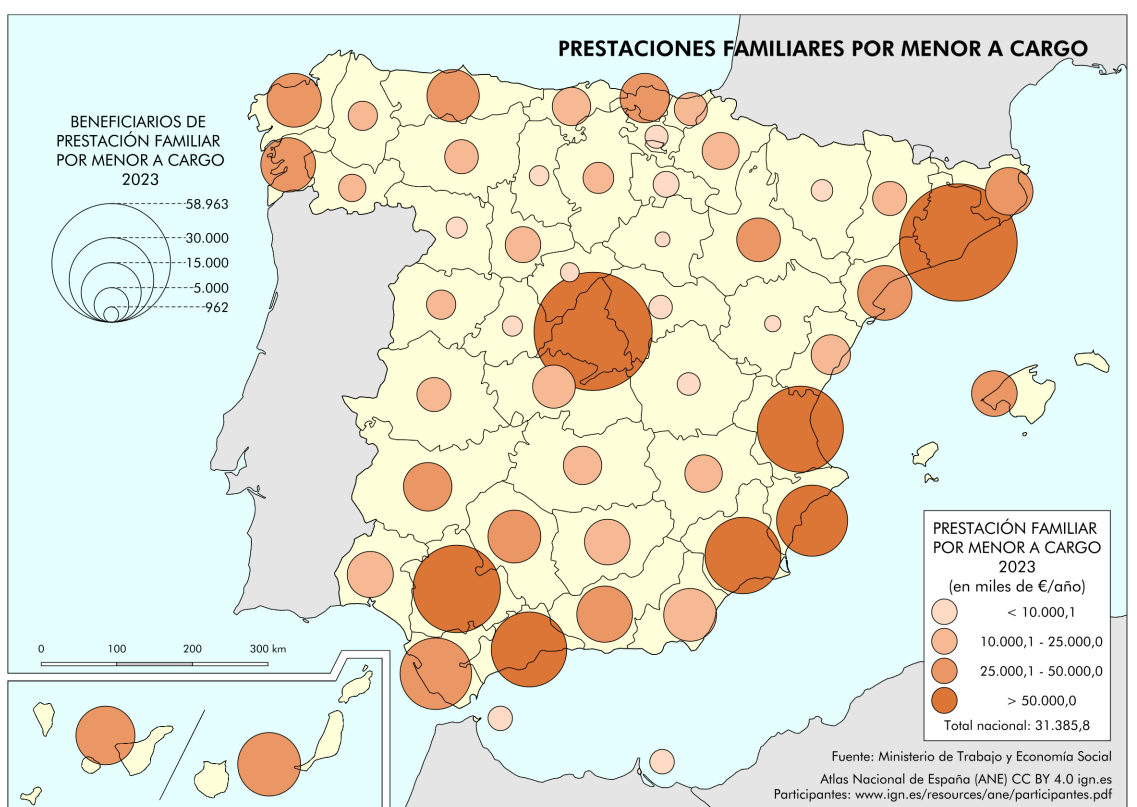 PRESTACIONES FAMILIARES POR MENOR A CARGO
BENEFICIARIOS DE
PRESTACIÓN FAMILIAR
POR MENOR A CARGO
2023
58.963
30.000
15.000
5.000
962
PRESTACIÓN FAMILIAR
POR MENOR A CARGO
2023
(en miles de €/año)
< 10.000,1
10.000,1 - 25.000,0
25.000,1 - 50.000,0
> 50.000,0
Total nacional: 31.385,8
0 100 200 300 km
Fuente: Ministerio de Trabajo y Economía Social
Atlas Nacional de España (ANE) CC BY 4.0 ign.es
Participantes: www.ign.es/resources/ane/participantes.pdf